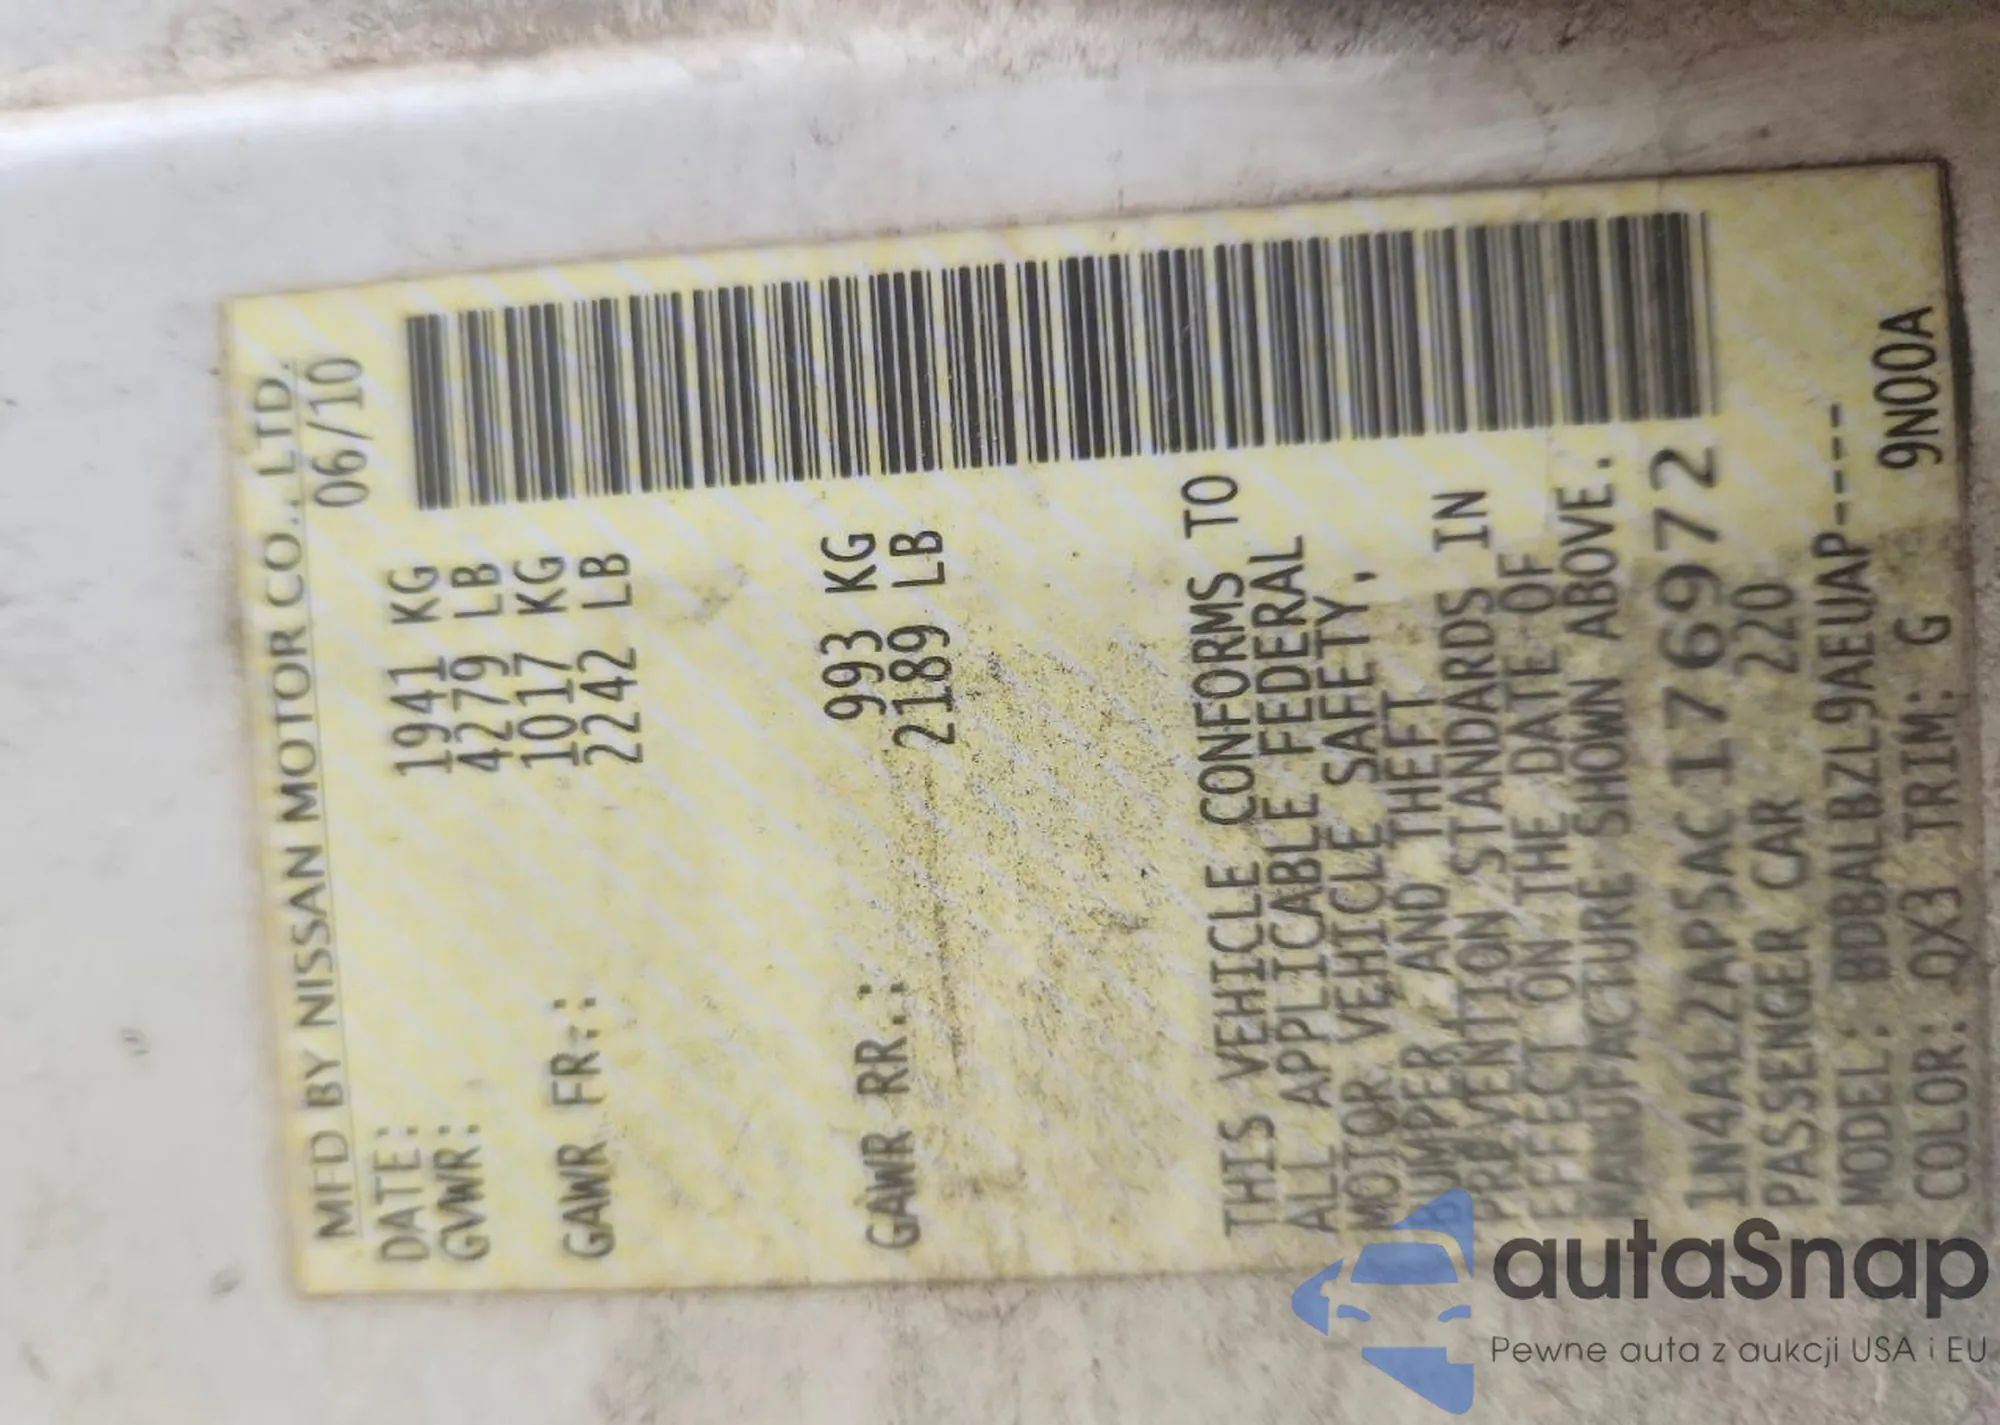 MFD BY NISSAN MOTOR CO., LTD.
DATE: 06/10
GVWR: 1941 KG
4279 LB
GAWR FR.: 1017 KG
2242 LB
GAWR RR.: 993 KG
2189 LB
THIS VEHICLE CONFORMS TO
ALL APPLICABLE FEDERAL
MOTOR VEHICLE SAFETY,
BUMPER AND THEFT
PREVENTION STANDARDS IN
EFFECT ON THE DATE OF
MANUFACTURE SHOWN ABOVE.
1N4AL2AP5AC176972
PASSENGER CAR 220
MODEL: BDBALBZL9AEUAP----
COLOR: QX3 TRIM: G 9N00A
autaSnap
Pewne auta z aukcji USA i EU